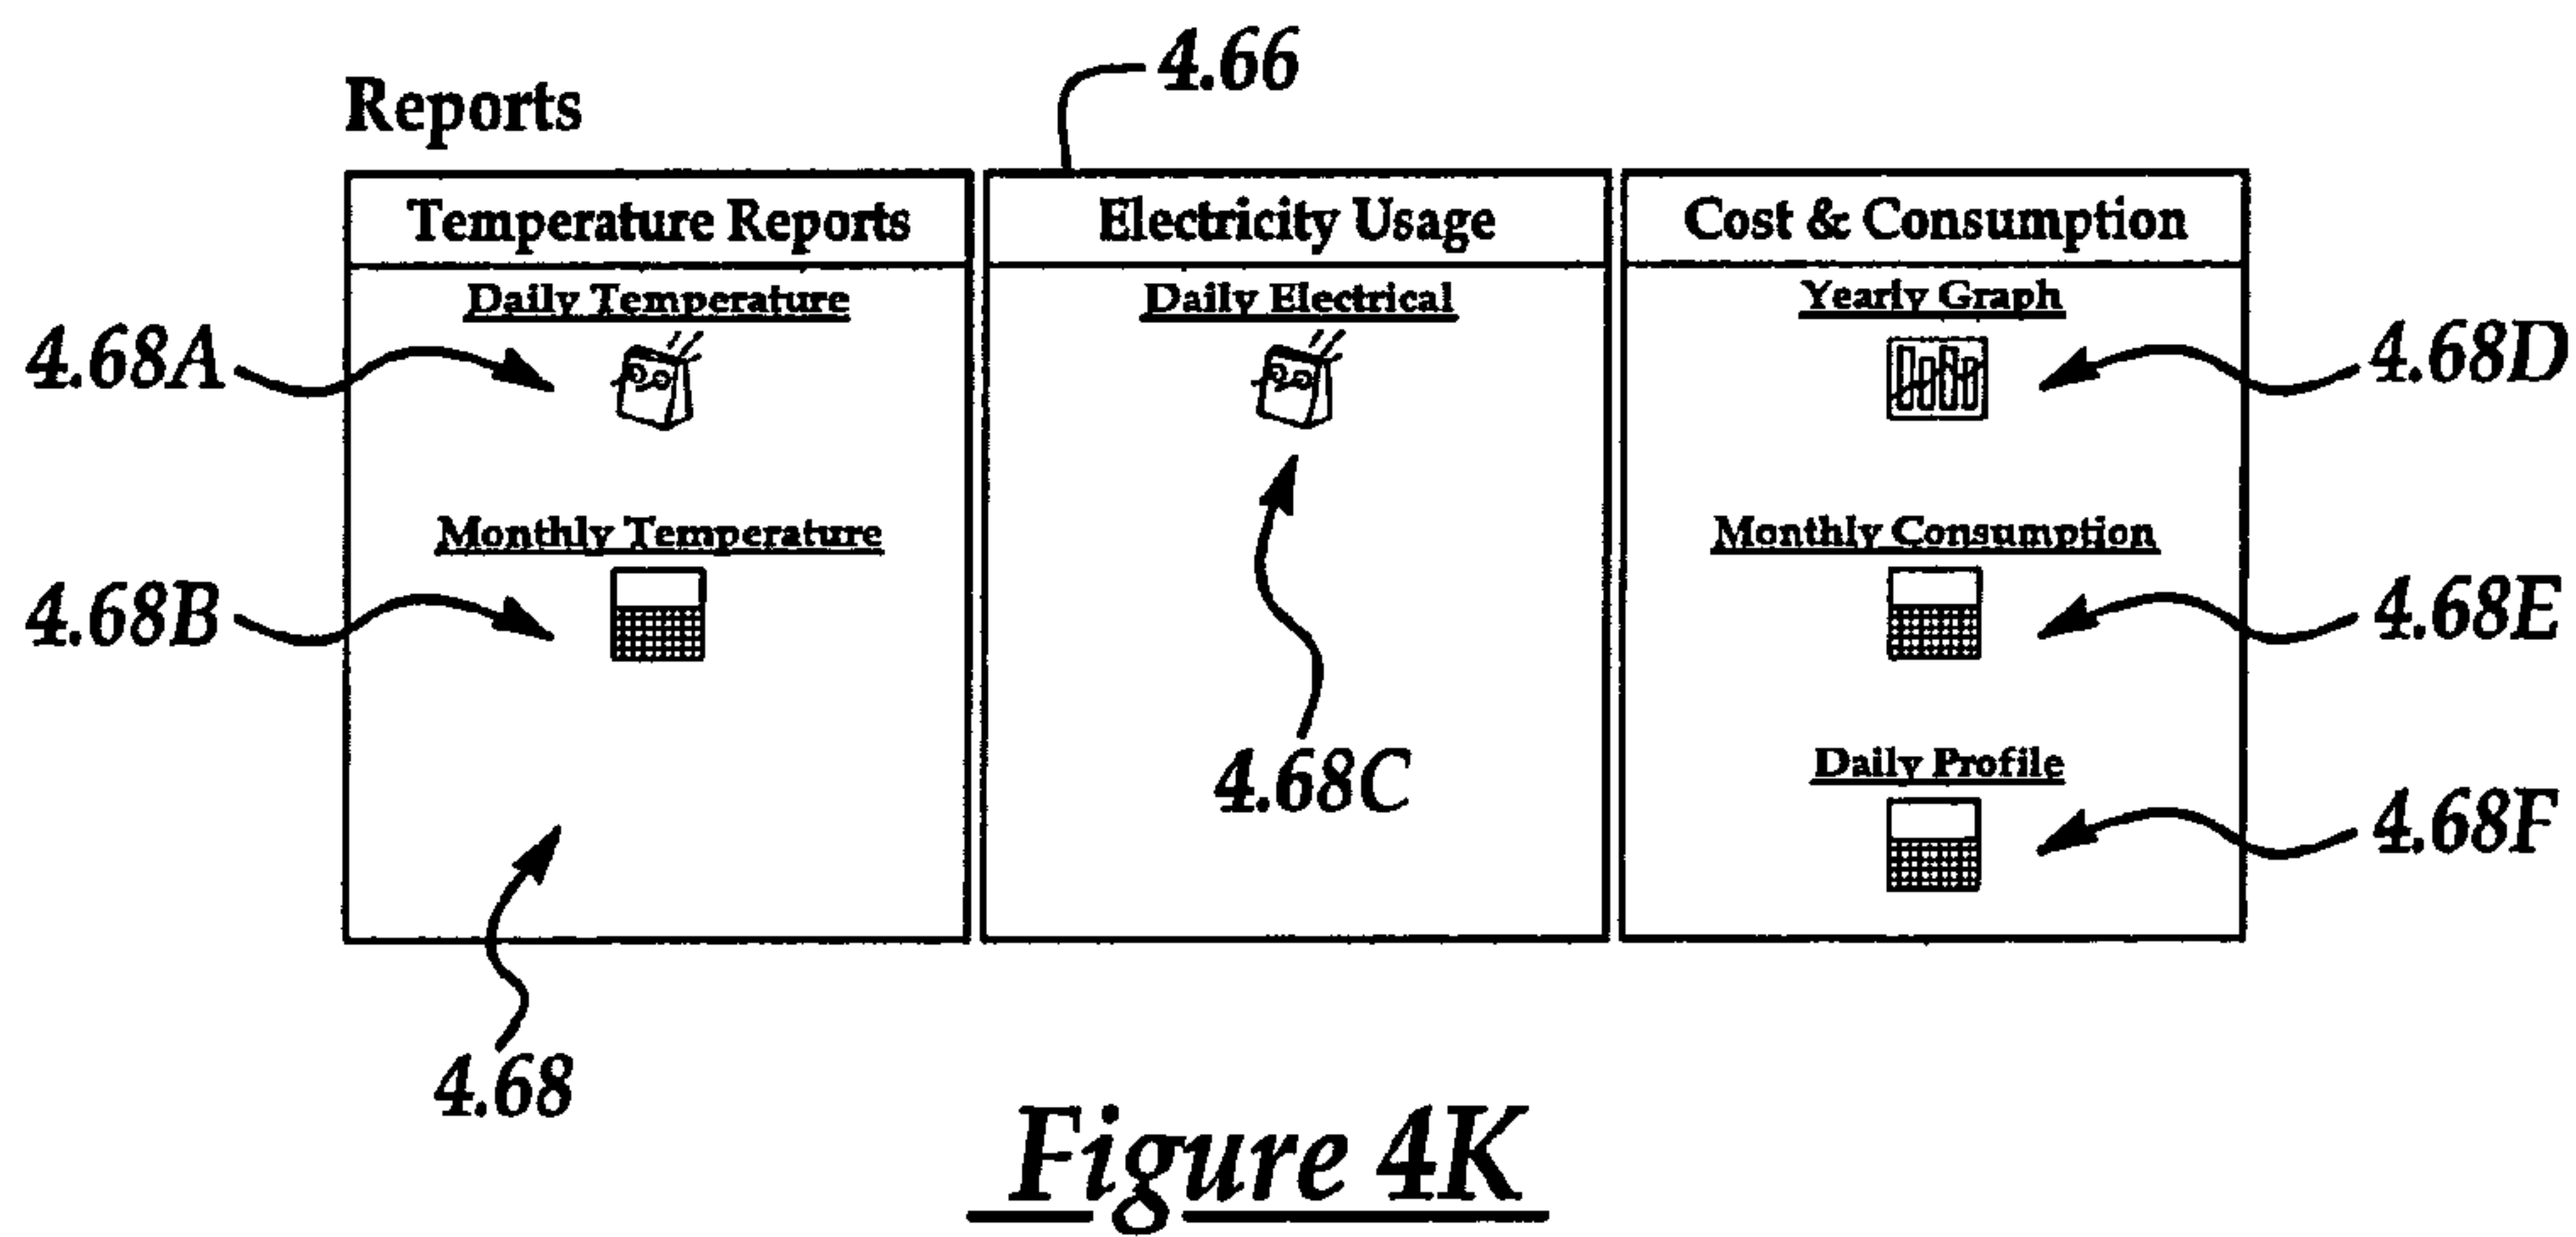 4.66
Reports
Temperature Reports
Electricity Usage
Cost & Consumption
Daily Temperature
Daily Electrical
Yearly Graph
4.68A
4.68D
Monthly Temperature
Monthly Consumption
4.68B
4.68E
4.68C
Daily Profile
4.68F
4.68
Figure 4K